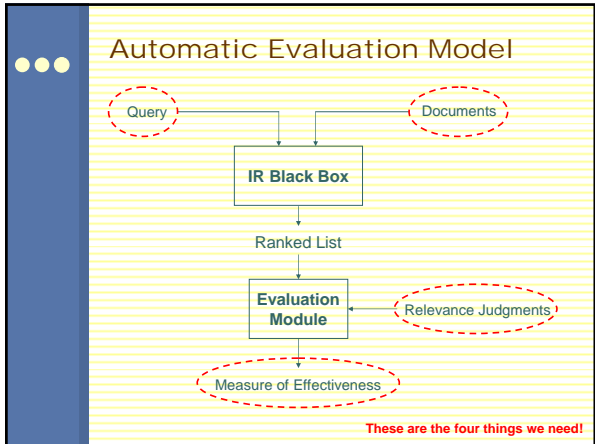 Automatic Evaluation Model
Query
Documents
IR Black Box
Ranked List
Evaluation
Module
Relevance Judgments
Measure of Effectiveness
These are the four things we need!